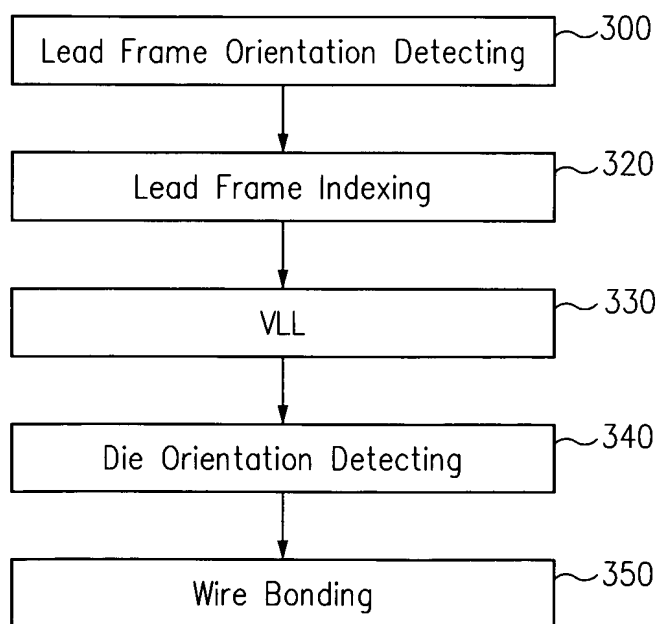 Lead Frame Orientation Detecting 300
Lead Frame Indexing 320
VLL 330
Die Orientation Detecting 340
Wire Bonding 350